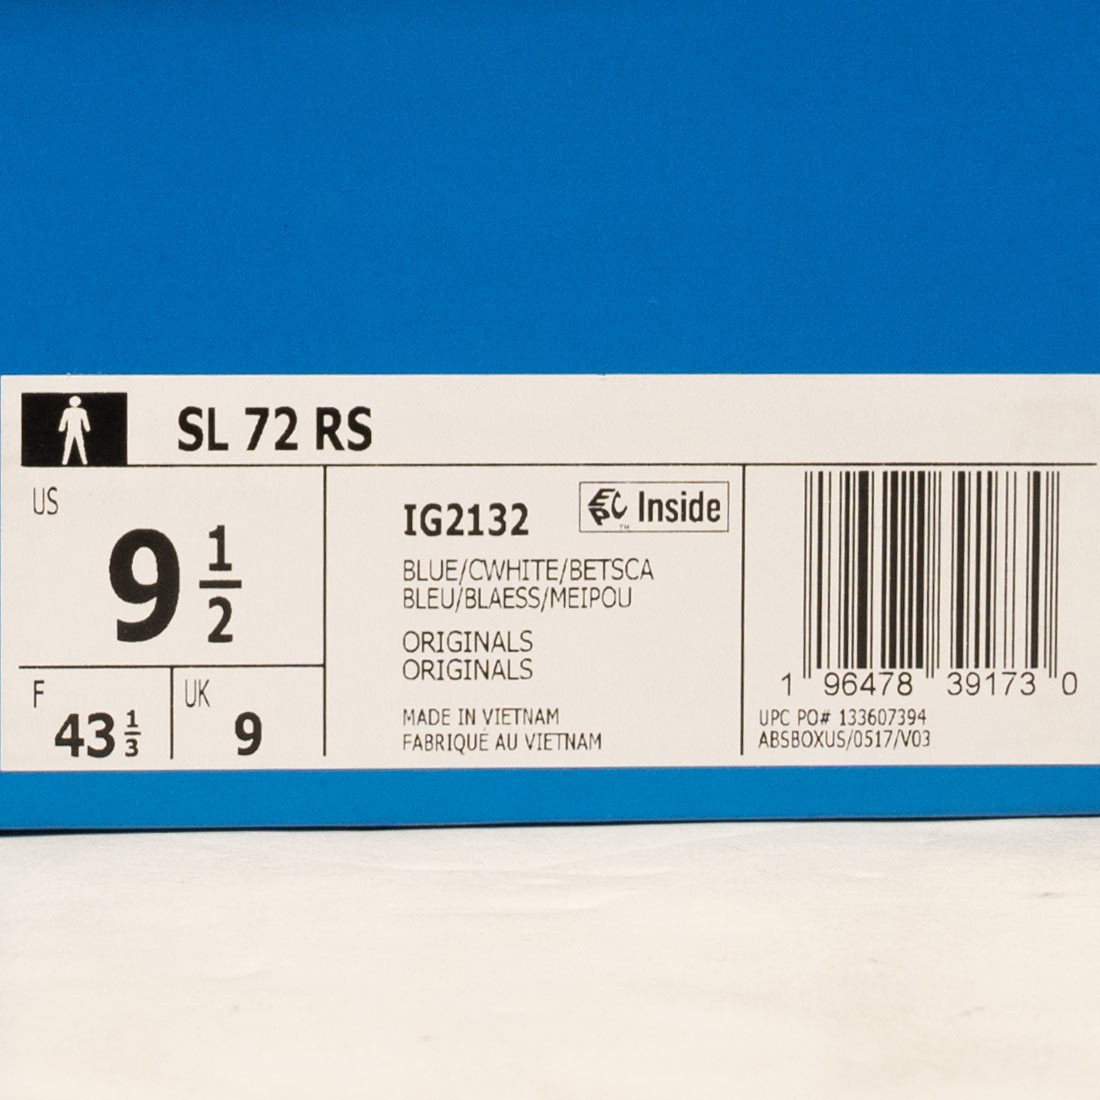 SL 72 RS
US
9 1/2
F
43 1/3
UK
9
IG2132
EPC Inside
™
BLUE/CWHITE/BETSCA
BLEU/BLAESS/MEIPOU
ORIGINALS
ORIGINALS
MADE IN VIETNAM
FABRIQUÉ AU VIETNAM
1 96478 39173 0
UPC PO# 133607394
ABSBOXUS/0517/V03